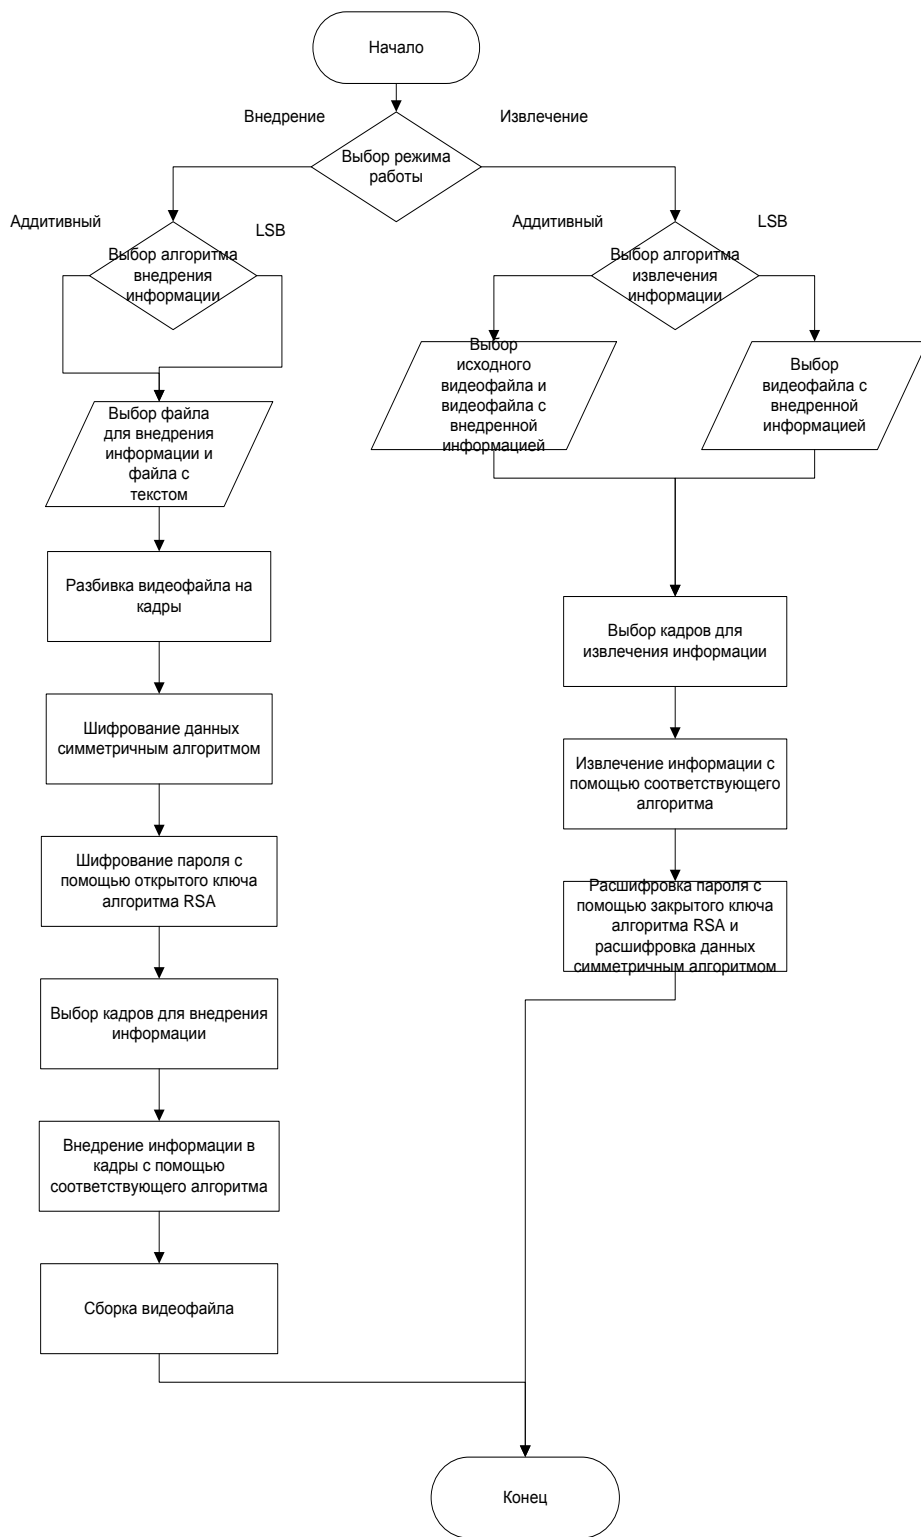 Начало
Внедрение
Извлечение
Выбор режима
работы
Аддитивный
LSB
Выбор алгоритма
внедрения
информации
Аддитивный
LSB
Выбор алгоритма
извлечения
информации
Выбор
исходного
видеофайла и
видеофайла с
внедренной
информацией
Выбор
видеофайла с
внедренной
информацией
Выбор файла
для внедрения
информации и
файла с
текстом
Разбивка видеофайла на
кадры
Шифрование данных
симметричным алгоритмом
Шифрование пароля с
помощью открытого ключа
алгоритма RSA
Выбор кадров для внедрения
информации
Внедрение информации в
кадры с помощью
соответствующего алгоритма
Сборка видеофайла
Выбор кадров для
извлечения информации
Извлечение информации с
помощью соответствующего
алгоритма
Расшифровка пароля с
помощью закрытого ключа
алгоритма RSA и
расшифровка данных
симметричным алгоритмом
Конец